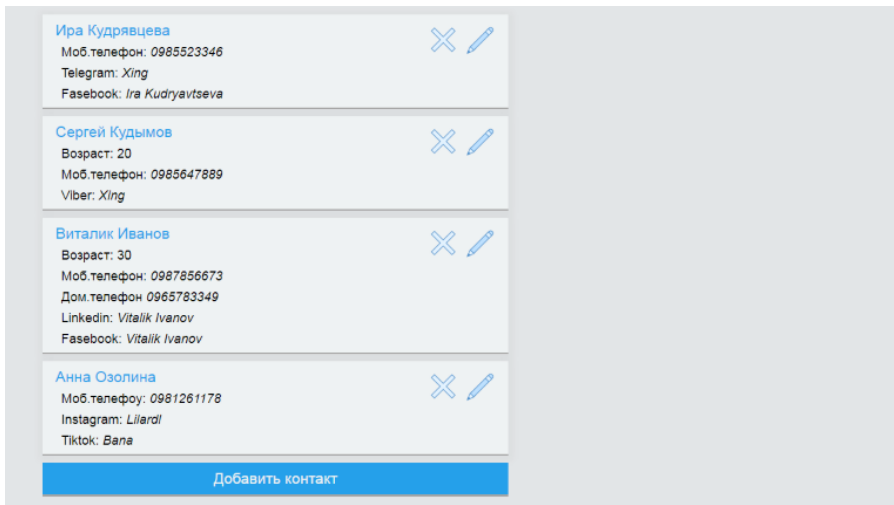 Ира Кудрявцева
Моб.телефон: 0985523346
Telegram: Xing
Fasebook: Ira Kudryavtseva
Сергей Кудымов
Возраст: 20
Моб.телефон: 0985647889
Viber: Xing
Виталик Иванов
Возраст: 30
Моб.телефон: 0987856673
Дом.телефон 0965783349
Linkedin: Vitalik Ivanov
Fasebook: Vitalik Ivanov
Анна Озолина
Моб.телефоу: 0981261178
Instagram: Lilardl
Tiktok: Bana
Добавить контакт